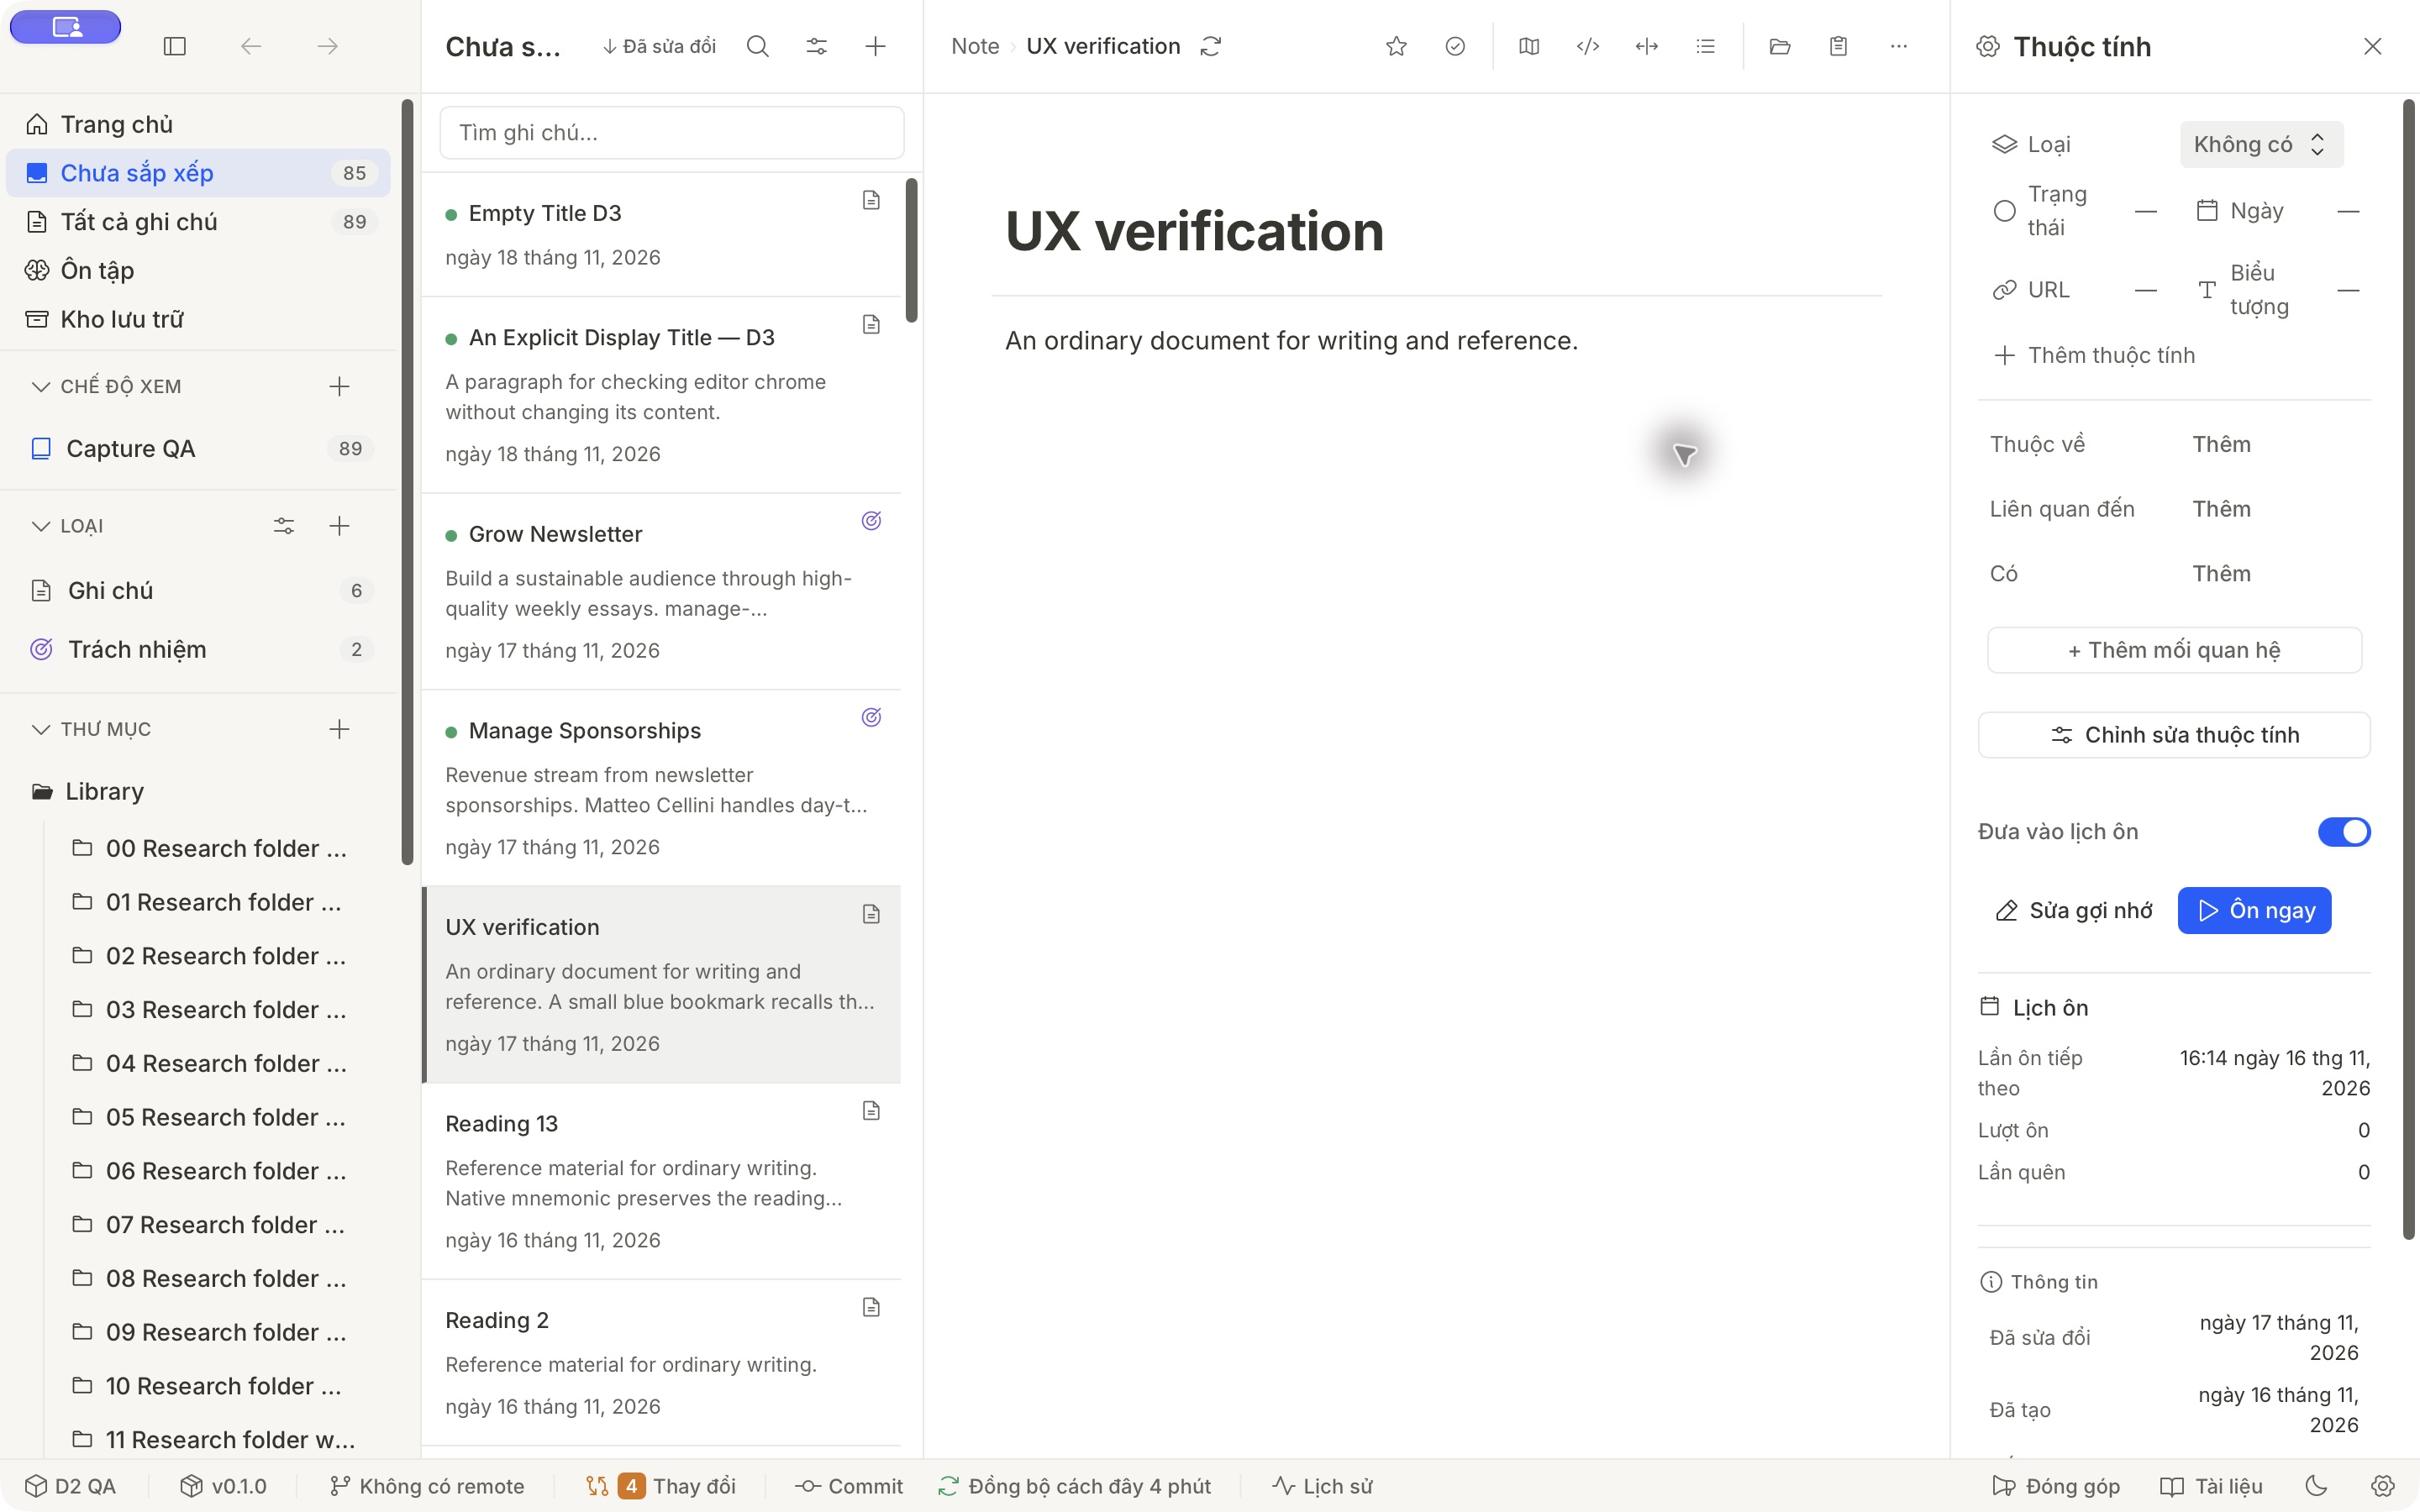 Trang chủ
Chưa sắp xếp 85
Tất cả ghi chú 89
Ôn tập
Kho lưu trữ
CHẾ ĐỘ XEM
Capture QA 89
LOẠI
Ghi chú 6
Trách nhiệm 2
THƯ MỤC
Library
00 Research folder ...
01 Research folder ...
02 Research folder ...
03 Research folder ...
04 Research folder ...
05 Research folder ...
06 Research folder ...
07 Research folder ...
08 Research folder ...
09 Research folder ...
10 Research folder ...
11 Research folder w...
Chưa s... Đã sửa đổi
Tìm ghi chú...
Empty Title D3
ngày 18 tháng 11, 2026
An Explicit Display Title — D3
A paragraph for checking editor chrome
without changing its content.
ngày 18 tháng 11, 2026
Grow Newsletter
Build a sustainable audience through high-
quality weekly essays. manage-...
ngày 17 tháng 11, 2026
Manage Sponsorships
Revenue stream from newsletter
sponsorships. Matteo Cellini handles day-t...
ngày 17 tháng 11, 2026
UX verification
An ordinary document for writing and
reference. A small blue bookmark recalls th...
ngày 17 tháng 11, 2026
Reading 13
Reference material for ordinary writing.
Native mnemonic preserves the reading...
ngày 16 tháng 11, 2026
Reading 2
Reference material for ordinary writing.
ngày 16 tháng 11, 2026
Note › UX verification
UX verification
An ordinary document for writing and reference.
Thuộc tính
Loại Không có
Trạng thái — Ngày —
URL — Biểu tượng —
Thêm thuộc tính
Thuộc về Thêm
Liên quan đến Thêm
Có Thêm
+ Thêm mối quan hệ
Chỉnh sửa thuộc tính
Đưa vào lịch ôn
Sửa gợi nhớ Ôn ngay
Lịch ôn
Lần ôn tiếp theo 16:14 ngày 16 thg 11, 2026
Lượt ôn 0
Lần quên 0
Thông tin
Đã sửa đổi ngày 17 tháng 11, 2026
Đã tạo ngày 16 tháng 11, 2026
D2 QA v0.1.0 Không có remote 4 Thay đổi Commit Đồng bộ cách đây 4 phút Lịch sử Đóng góp Tài liệu